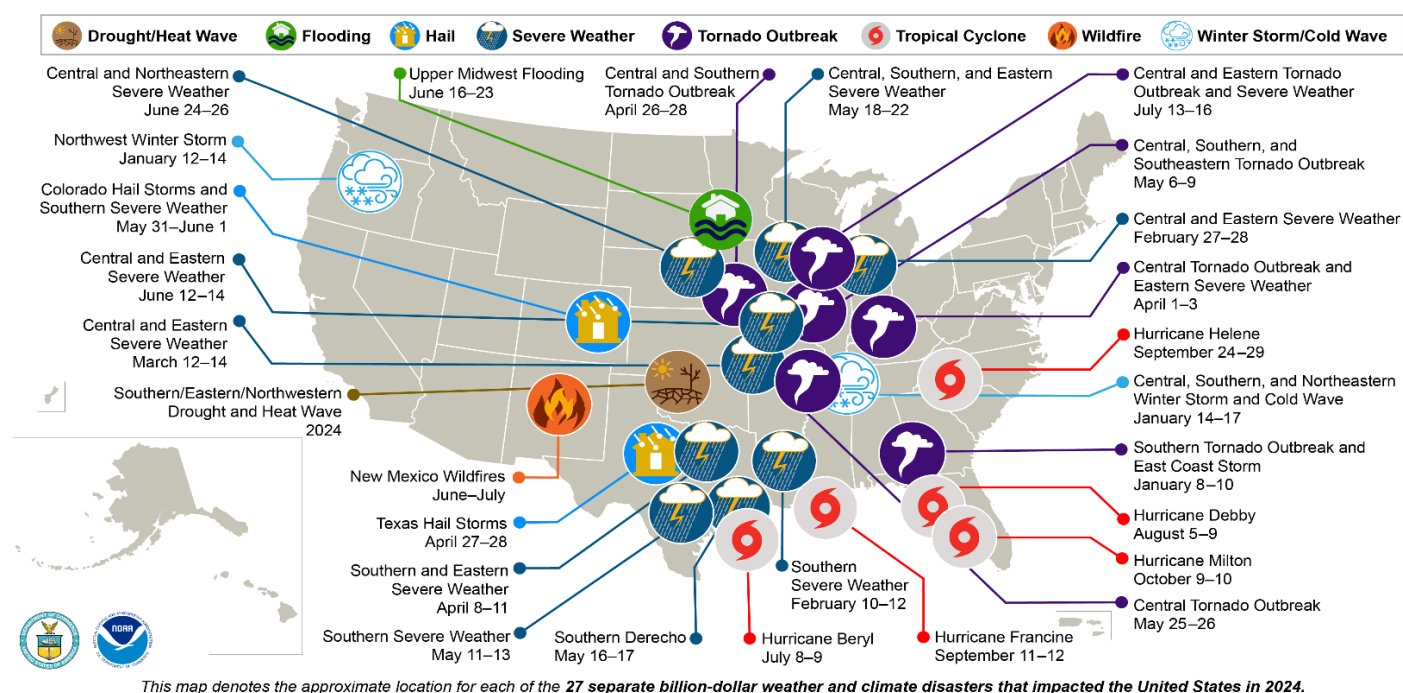 Drought/Heat Wave
Flooding
Hail
Severe Weather
Tornado Outbreak
Tropical Cyclone
Wildfire
Winter Storm/Cold Wave
Central and Northeastern
Severe Weather
June 24–26
Upper Midwest Flooding
June 16–23
Central and Southern
Tornado Outbreak
April 26–28
Central, Southern, and Eastern
Severe Weather
May 18–22
Central and Eastern Tornado
Outbreak and Severe Weather
July 13–16
Northwest Winter Storm
January 12–14
Central, Southern, and
Southeastern Tornado Outbreak
May 6–9
Colorado Hail Storms and
Southern Severe Weather
May 31–June 1
Central and Eastern Severe Weather
February 27–28
Central and Eastern
Severe Weather
June 12–14
Central Tornado Outbreak and
Eastern Severe Weather
April 1–3
Central and Eastern
Severe Weather
March 12–14
Hurricane Helene
September 24–29
Southern/Eastern/Northwestern
Drought and Heat Wave
2024
Central, Southern, and Northeastern
Winter Storm and Cold Wave
January 14–17
New Mexico Wildfires
June–July
Southern Tornado Outbreak and
East Coast Storm
January 8–10
Texas Hail Storms
April 27–28
Hurricane Debby
August 5–9
Southern and Eastern
Severe Weather
April 8–11
Southern
Severe Weather
February 10–12
Hurricane Milton
October 9–10
Central Tornado Outbreak
May 25–26
Southern Severe Weather
May 11–13
Southern Derecho
May 16–17
Hurricane Beryl
July 8–9
Hurricane Francine
September 11–12
NOAA
This map denotes the approximate location for each of the 27 separate billion-dollar weather and climate disasters that impacted the United States in 2024.